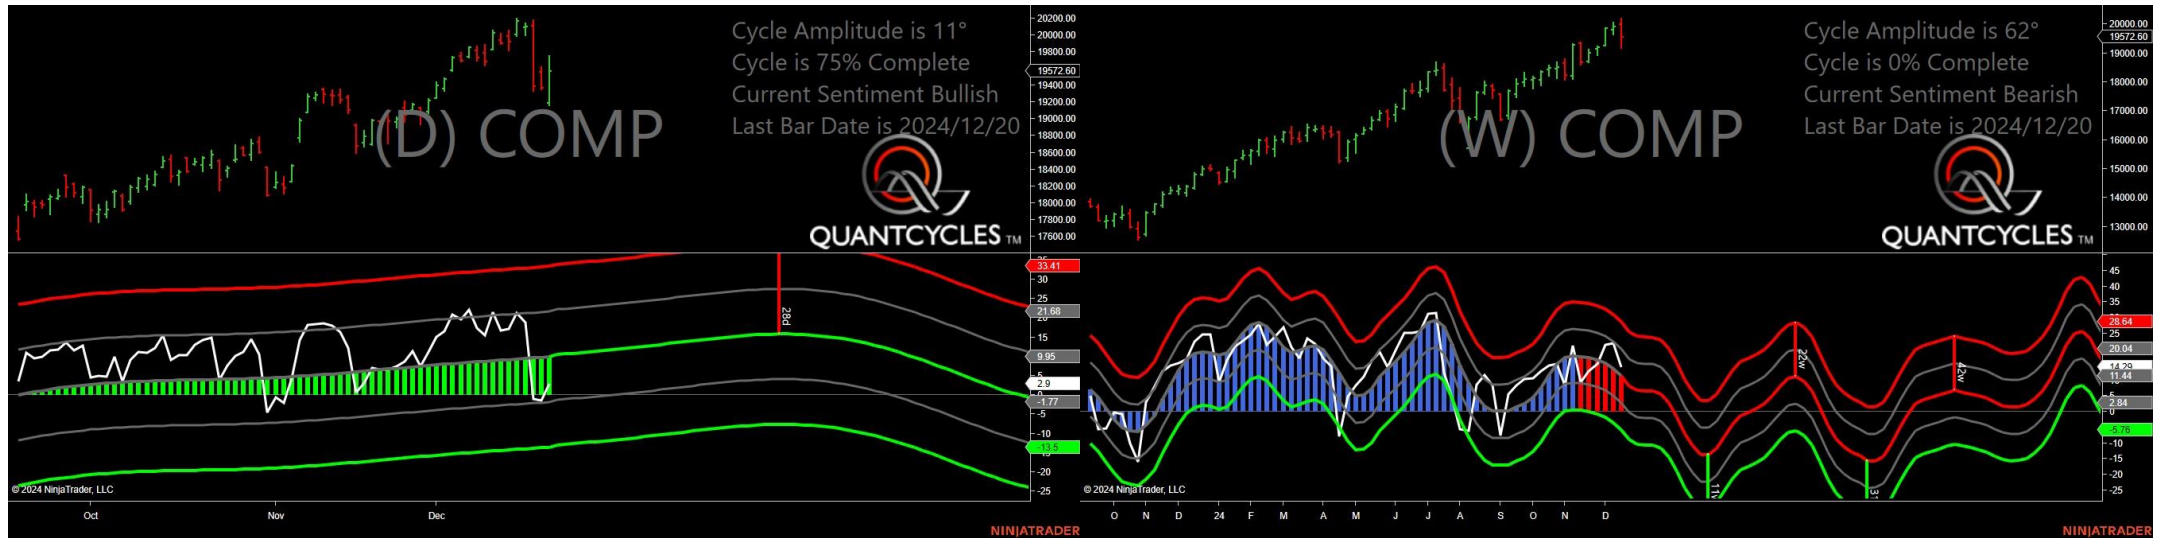 Cycle Amplitude is 11°
Cycle is 75% Complete
Current Sentiment Bullish
Last Bar Date is 2024/12/20
(D) COMP
QUANTCYCLES TM
20200.00
20000.00
19800.00
19572.60
19400.00
19200.00
19000.00
18800.00
18600.00
18400.00
18200.00
18000.00
17800.00
17600.00
33.41
30
25
21.68
15
9.95
5
2.9
-1.77
-5
-10
-13.5
-20
-25
28d
© 2024 NinjaTrader, LLC
Oct Nov Dec
NINJATRADER
Cycle Amplitude is 62°
Cycle is 0% Complete
Current Sentiment Bearish
Last Bar Date is 2024/12/20
(W) COMP
QUANTCYCLES TM
20000.00
19572.60
19000.00
18000.00
17000.00
16000.00
15000.00
14000.00
13000.00
45
40
35
28.64
25
20.04
14.29
11.44
5
2.84
0
-5.76
-10
-15
-20
-25
22w
42w
© 2024 NinjaTrader, LLC
O N D 24 F M A M J J A S O N D
NINJATRADER